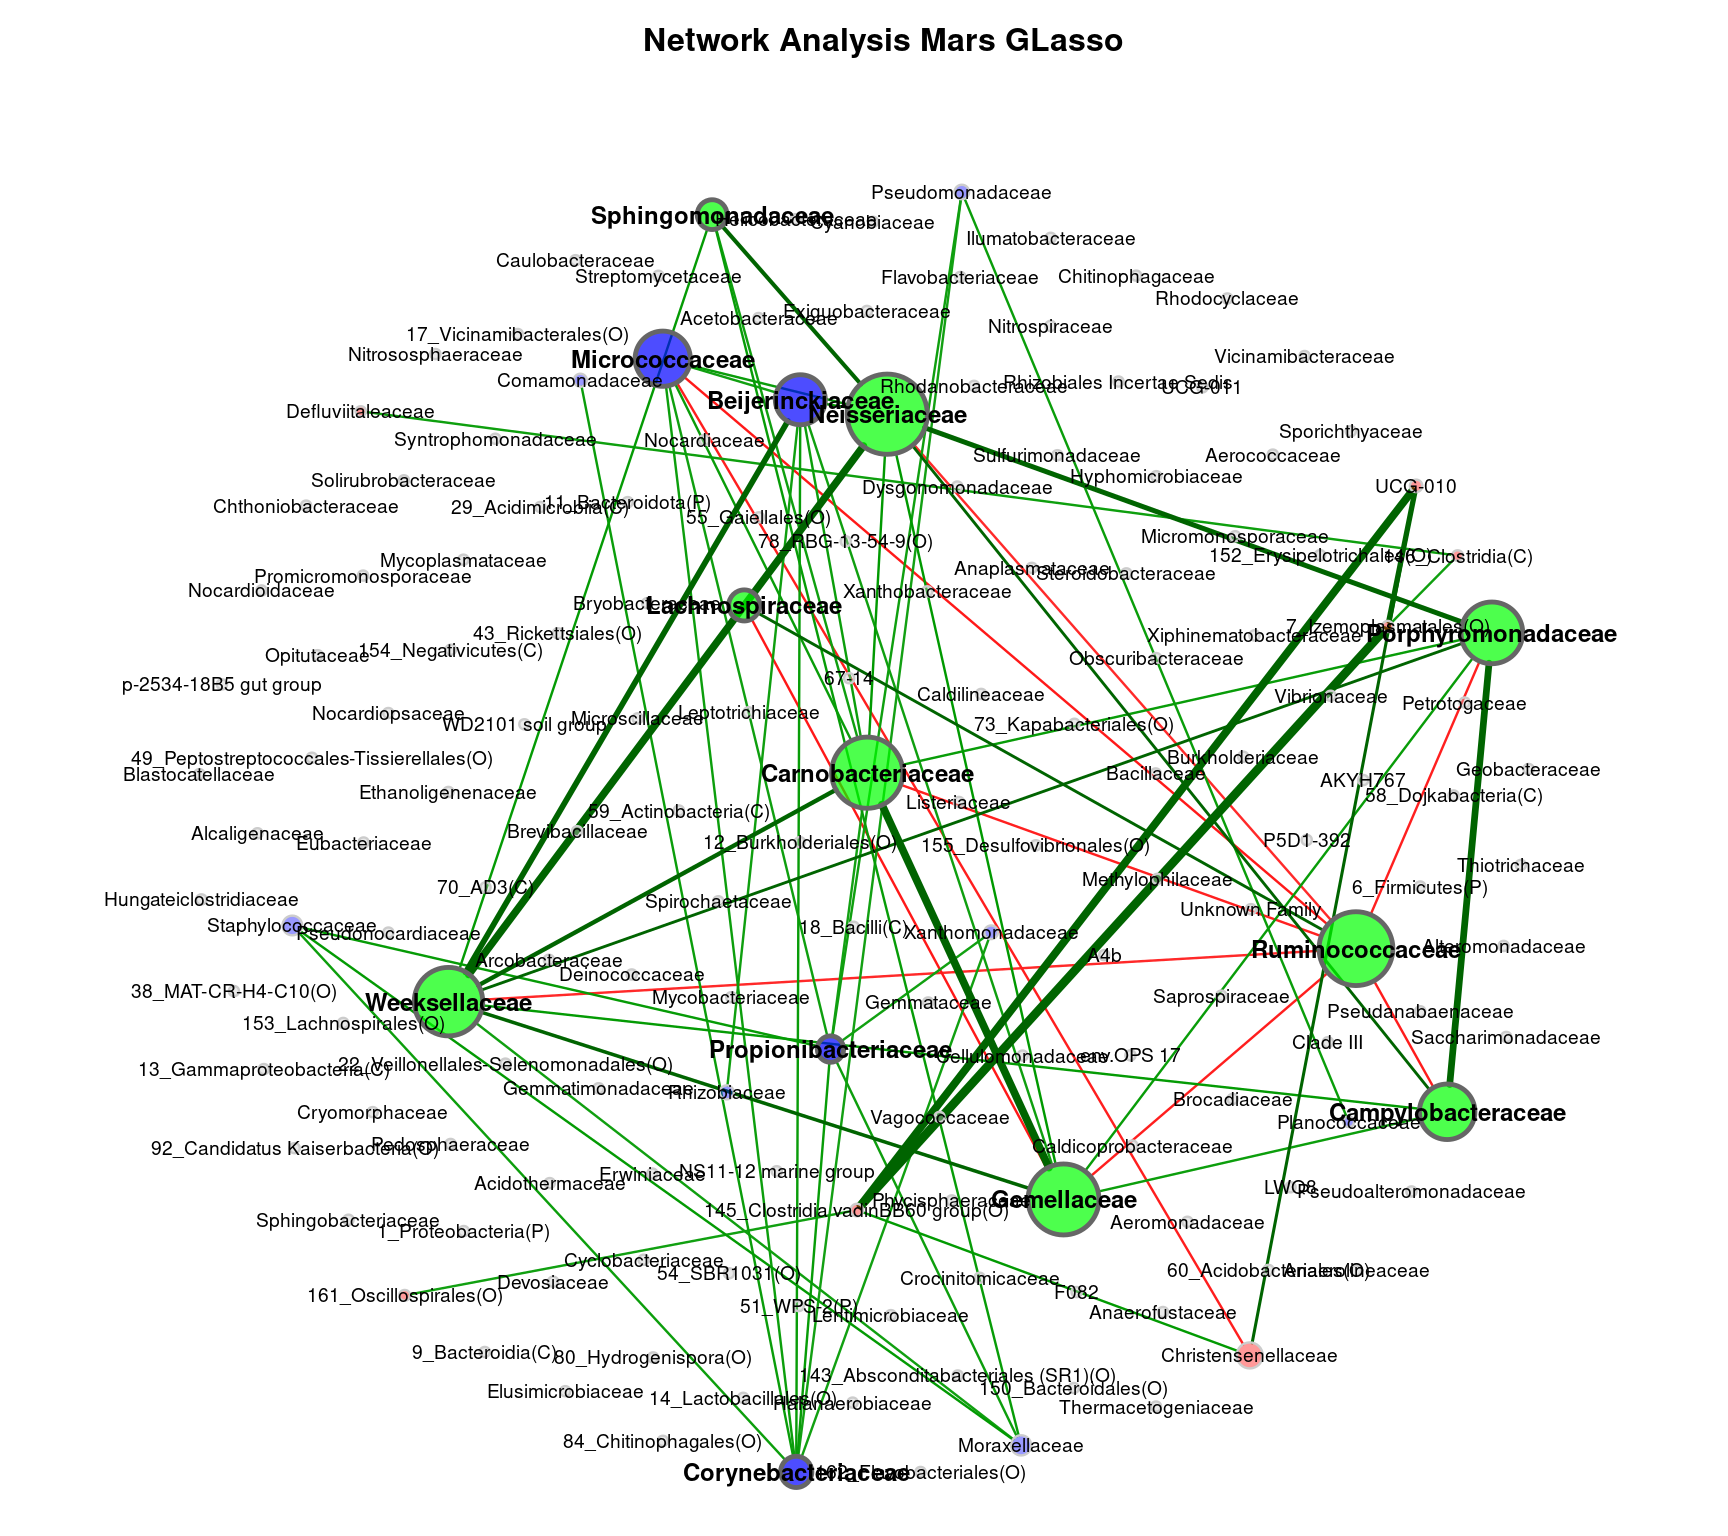 Network Analysis Mars GLasso
Pseudomonadaceae
Sphingomonadaceae
Helicobacteraceae
Cyanobiaceae
Ilumatobacteraceae
Caulobacteraceae
Streptomycetaceae
Flavobacteriaceae
Chitinophagaceae
Rhodocyclaceae
Acetobacteraceae
Exiguobacteraceae
Nitrospiraceae
17_Vicinamibacterales(O)
Nitrososphaeraceae
Micrococcaceae
Vicinamibacteraceae
Comamonadaceae
Rhodanobacteraceae
Rhizobiales Incertae Sedis
UCG-011
Beijerinckiaceae
Neisseriaceae
Defluviitaleaceae
Sporichthyaceae
Syntrophomonadaceae
Nocardiaceae
Sulfurimonadaceae
Aerococcaceae
Hyphomicrobiaceae
Solirubrobacteraceae
Dysgonomonadaceae
UCG-010
Chthoniobacteraceae
29_Acidimicrobiia(C)
11_Bacteroidota(P)
55_Gaiellales(O)
78_RBG-13-54-9(O)
Micromonosporaceae
152_Erysipelotrichales(O)
146_Clostridia(C)
Mycoplasmataceae
Anaplasmataceae
Steroidobacteraceae
Promicromonosporaceae
Nocardioidaceae
Xanthobacteraceae
Bryobacteraceae
Lachnospiraceae
43_Rickettsiales(O)
Xiphinematobacteraceae
7_Izemoplasmatales(O)
Porphyromonadaceae
Opitutaceae
154_Negativicutes(C)
Obscuribacteraceae
p-2534-18B5 gut group
67-14
Caldilineaceae
Vibrionaceae
Petrotogaceae
Nocardiopsaceae
WD2101 soil group
Microscillaceae
Leptotrichiaceae
73_Kapabacteriales(O)
49_Peptostreptococcales-Tissierellales(O)
Blastocatellaceae
Carnobacteriaceae
Bacillaceae
Burkholderiaceae
Geobacteraceae
AKYH767
58_Dojkabacteria(C)
Ethanoligenenaceae
59_Actinobacteria(C)
Listeriaceae
Alcaligenaceae
Eubacteriaceae
Brevibacillaceae
12_Burkholderiales(O)
155_Desulfovibrionales(O)
P5D1-392
Thiotrichaceae
70_AD3(C)
Methylophilaceae
6_Firmicutes(P)
Hungateiclostridiaceae
Spirochaetaceae
Unknown Family
Staphylococcaceae
Pseudonocardiaceae
18_Bacilli(C)
Xanthomonadaceae
Ruminococcaceae
Alteromonadaceae
Arcobacteraceae
Deinococcaceae
A4b
38_MAT-CR-H4-C10(O)
Weeksellaceae
Mycobacteriaceae
Gemmataceae
Saprospiraceae
Pseudanabaenaceae
153_Lachnospirales(O)
Saccharimonadaceae
Clade III
Propionibacteriaceae
Cellulomonadaceae
env.OPS 17
13_Gammaproteobacteria(C)
22_Veillonellales-Selenomonadales(O)
Gemmatimonadaceae
Rhizobiaceae
Brocadiaceae
Cryomorphaceae
Vagococcaceae
Campylobacteraceae
Planococcaceae
92_Candidatus Kaiserbacteria(O)
Pedosphaeraceae
Caldicoprobacteraceae
Acidothermaceae
Erwiniaceae
NS11-12 marine group
LWQ8
Pseudoalteromonadaceae
145_Clostridia vadinBB60 group(O)
Phycisphaeraceae
Gemellaceae
Sphingobacteriaceae
1_Proteobacteria(P)
Aeromonadaceae
Cyclobacteriaceae
54_SBR1031(O)
60_Acidobacteriales(O)
Anaerolineaceae
Devosiaceae
161_Oscillospirales(O)
Crocinitomicaceae
F082
51_WPS-2(P)
Lentimicrobiaceae
Anaerofustaceae
9_Bacteroidia(C)
80_Hydrogenispora(O)
Christensenellaceae
Elusimicrobiaceae
14_Lactobacillales(O)
143_Absconditabacteriales (SR1)(O)
150_Bacteroidales(O)
Halanaerobiaceae
Thermacetogeniaceae
84_Chitinophagales(O)
Moraxellaceae
Corynebacteriaceae